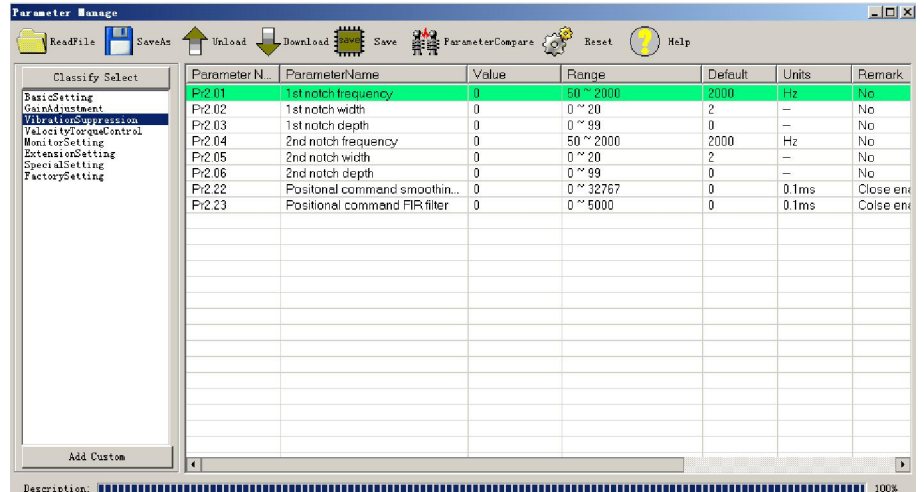 Parameter Manage
ReadFile SaveAs Unload Download save Save ParameterCompare Reset ? Help
Classify Select
BasicSetting
GainAdjustment
VibrationSuppression
VelocityTorqueControl
MonitorSetting
ExtensionSetting
SpecialSetting
FactorySetting
Add Custom
Parameter N... ParameterName Value Range Default Units Remark
Pr2.01 1st notch frequency 0 50 ~ 2000 2000 Hz No
Pr2.02 1st notch width 0 0 ~ 20 2 — No
Pr2.03 1st notch depth 0 0 ~ 99 0 — No
Pr2.04 2nd notch frequency 0 50 ~ 2000 2000 Hz No
Pr2.05 2nd notch width 0 0 ~ 20 2 — No
Pr2.06 2nd notch depth 0 0 ~ 99 0 — No
Pr2.22 Positonal command smoothin... 0 0 ~ 32767 0 0.1ms Close ena
Pr2.23 Positional command FIR filter 0 0 ~ 5000 0 0.1ms Colse ena
Description: 100%